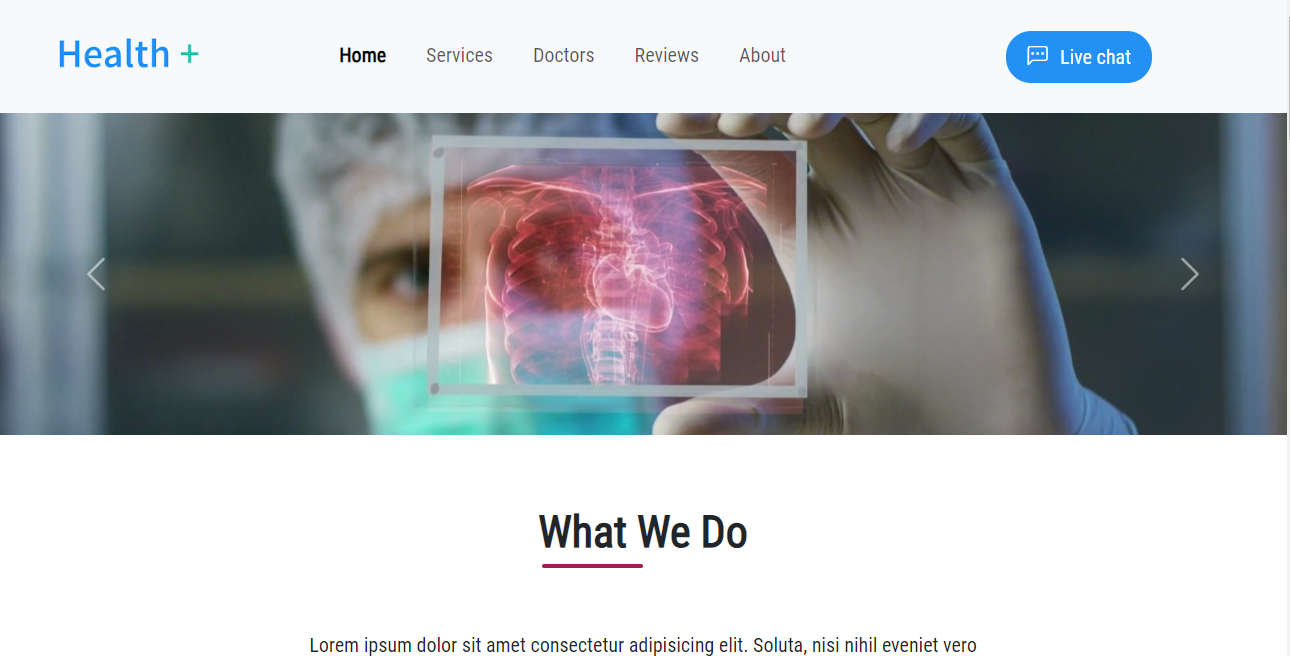 Health +
Home Services Doctors Reviews About
Live chat
What We Do
Lorem ipsum dolor sit amet consectetur adipisicing elit. Soluta, nisi nihil eveniet vero